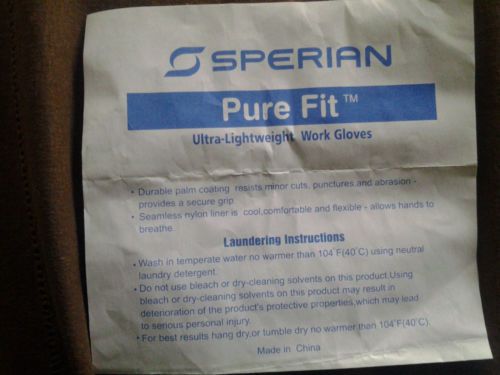 SPERIAN
Pure Fit™
Ultra-Lightweight Work Gloves
• Durable palm coating resists minor cuts, punctures and abrasion -
provides a secure grip
• Seamless nylon liner is cool,comfortable and flexible - allows hands to
breathe.
Laundering Instructions
• Wash in temperate water no warmer than 104°F(40°C) using neutral
laundry detergent.
• Do not use bleach or dry-cleaning solvents on this product.Using
bleach or dry-cleaning solvents on this product may result in
deterioration of the product's protective properties,which may lead
to serious personal injury.
• For best results hang dry,or tumble dry no warmer than 104°F(40°C).
Made in China